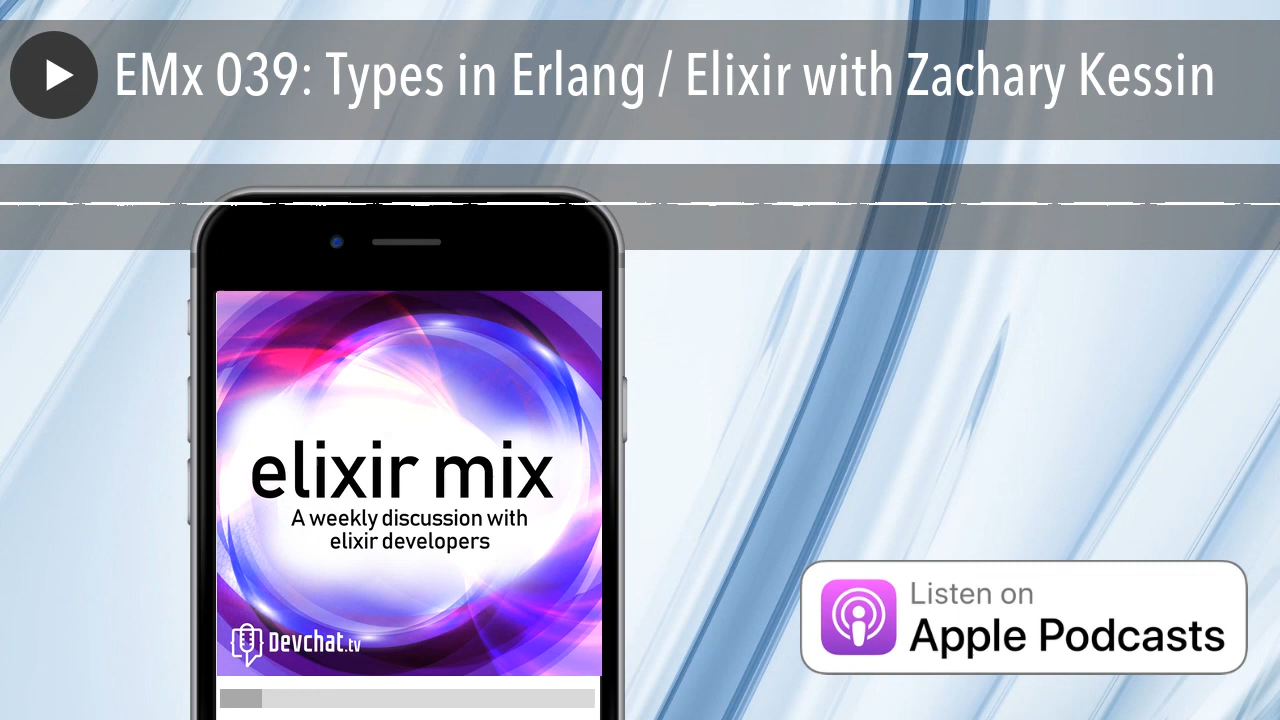 EMx 039: Types in Erlang / Elixir with Zachary Kessin
elixir mix
A weekly discussion with
elixir developers
Devchat.tv
Listen on
Apple Podcasts